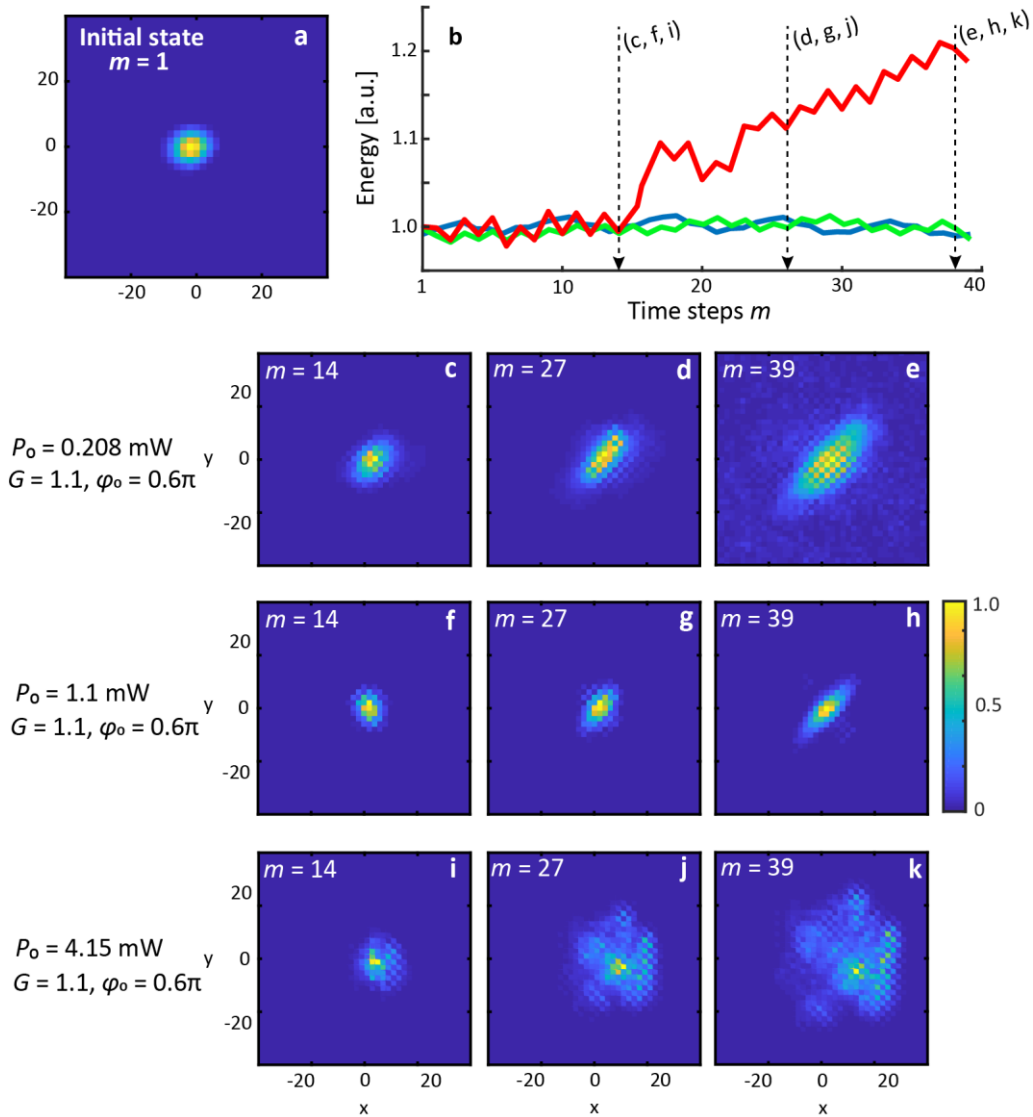 Initial state
m = 1
a
20
0
-20
-20
0
20
b
Energy [a.u.]
1.2
1.1
1.0
1
10
20
30
40
Time steps m
(c, f, i)
(d, g, j)
(e, h, k)
P₀ = 0.208 mW
G = 1.1, φ₀ = 0.6π
y
20
0
-20
m = 14
c
m = 27
d
m = 39
e
P₀ = 1.1 mW
G = 1.1, φ₀ = 0.6π
y
20
0
-20
m = 14
f
m = 27
g
m = 39
h
1.0
0.5
0
P₀ = 4.15 mW
G = 1.1, φ₀ = 0.6π
y
20
0
-20
m = 14
i
m = 27
j
m = 39
k
-20
0
20
x
-20
0
20
x
-20
0
20
x